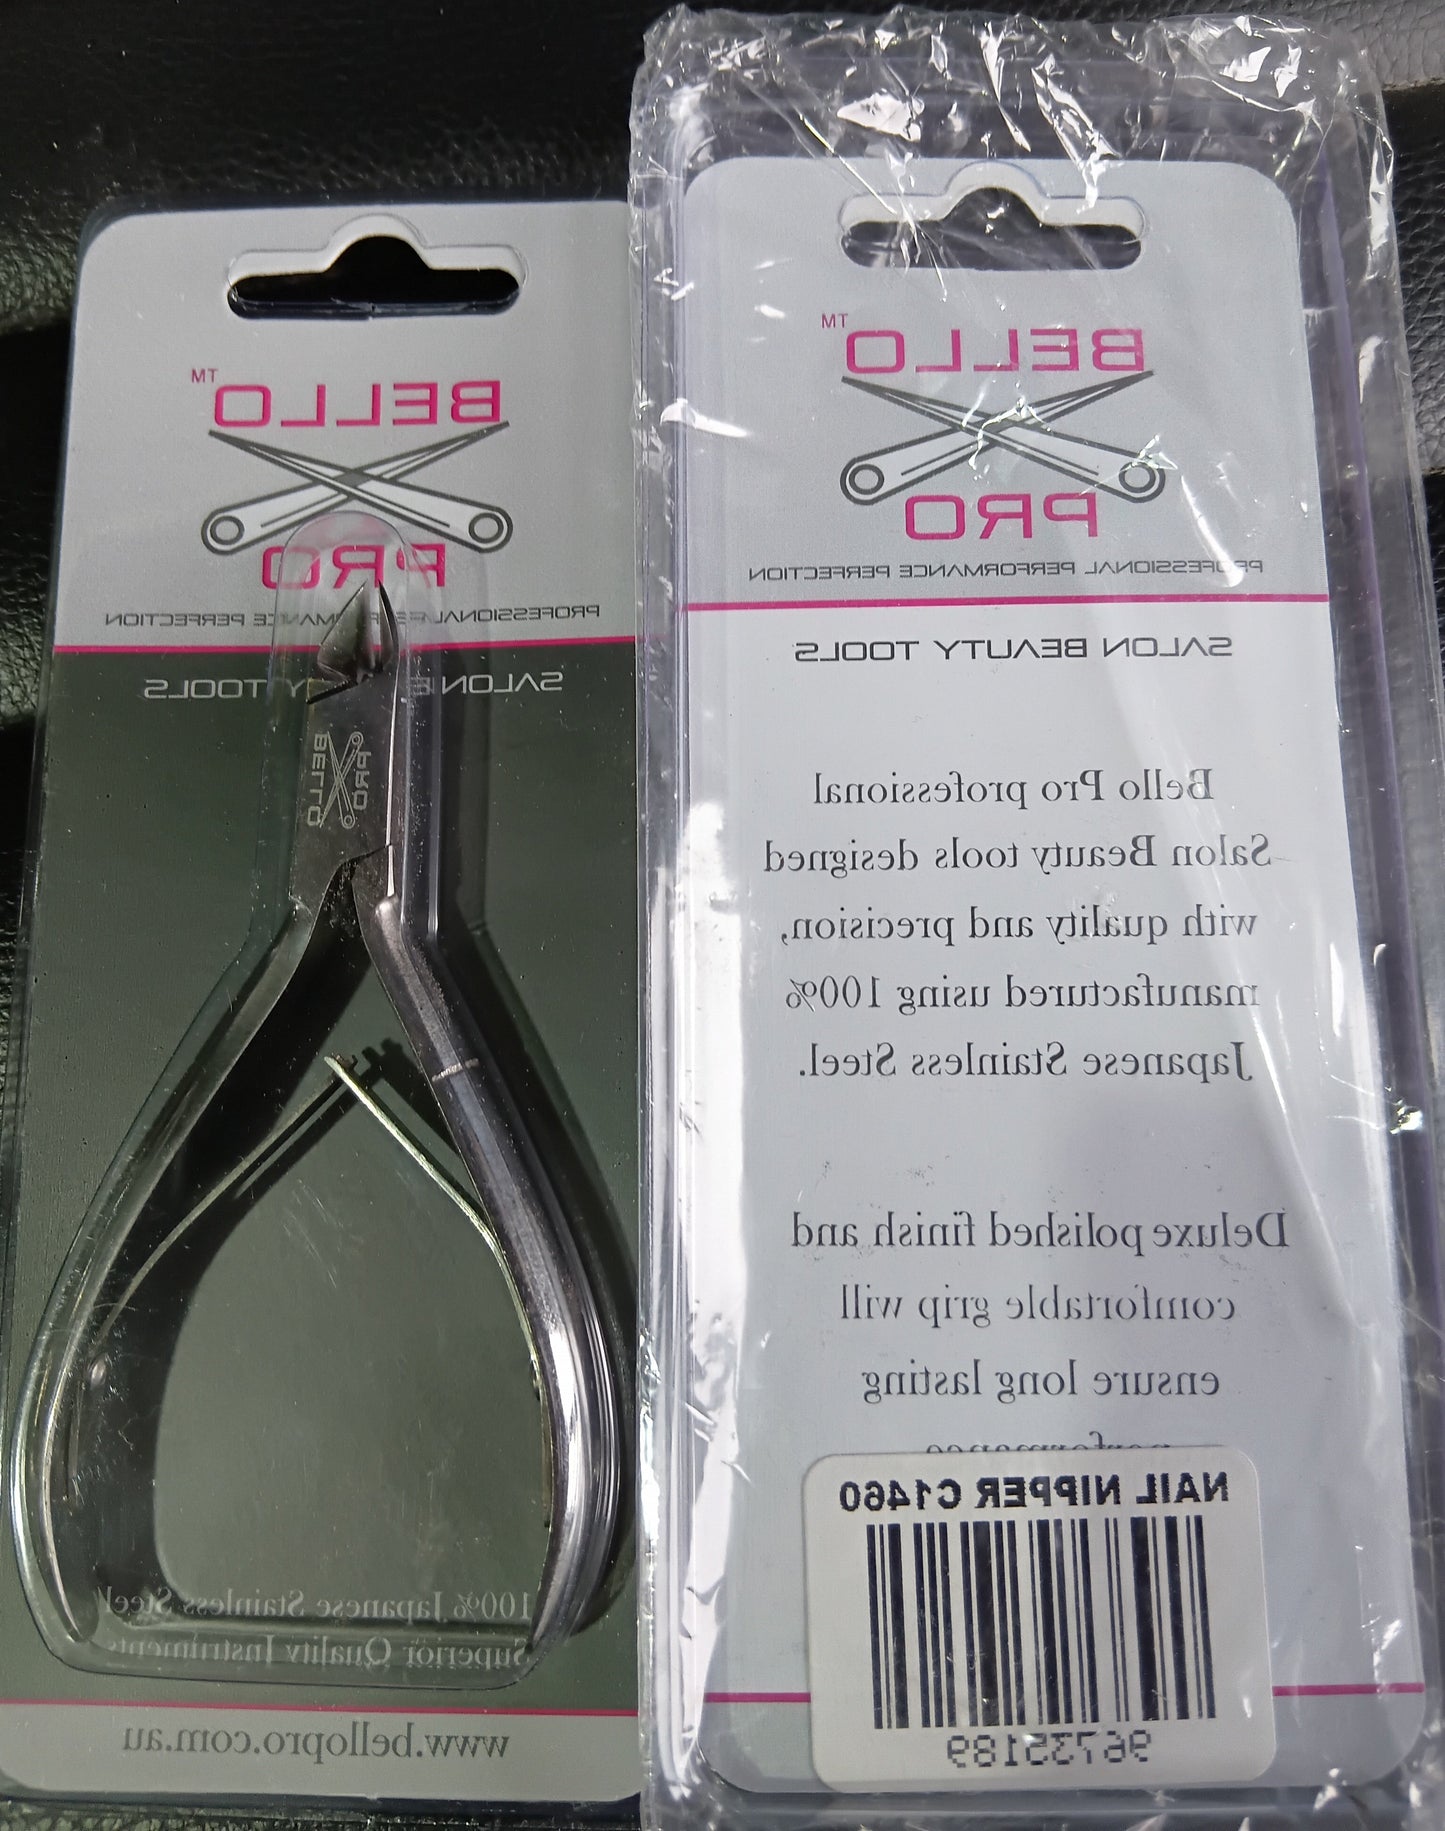 BELLO™
PRO
PROFESSIONAL PERFORMANCE PERFECTION
SALON BEAUTY TOOLS
BELLO
PRO
100% Japanese Stainless Steel
Superior Quality Instruments
www.bellopro.com.au
BELLO™
PRO
PROFESSIONAL PERFORMANCE PERFECTION
SALON BEAUTY TOOLS
Bello Pro professional
Salon Beauty tools designed
with quality and precision,
manufactured using 100%
Japanese Stainless Steel.
Deluxe polished finish and
comfortable grip will
ensure long lasting
performance
NAIL NIPPER C1460
96735189